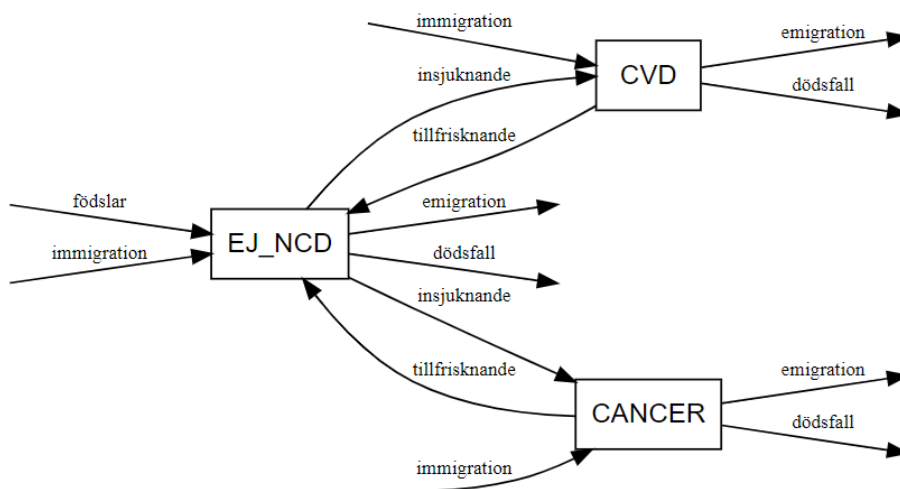 immigration
emigration
CVD
insjuknande
dödsfall
tillfrisknande
födslar
emigration
EJ_NCD
immigration
dödsfall
insjuknande
tillfrisknande
emigration
CANCER
dödsfall
immigration